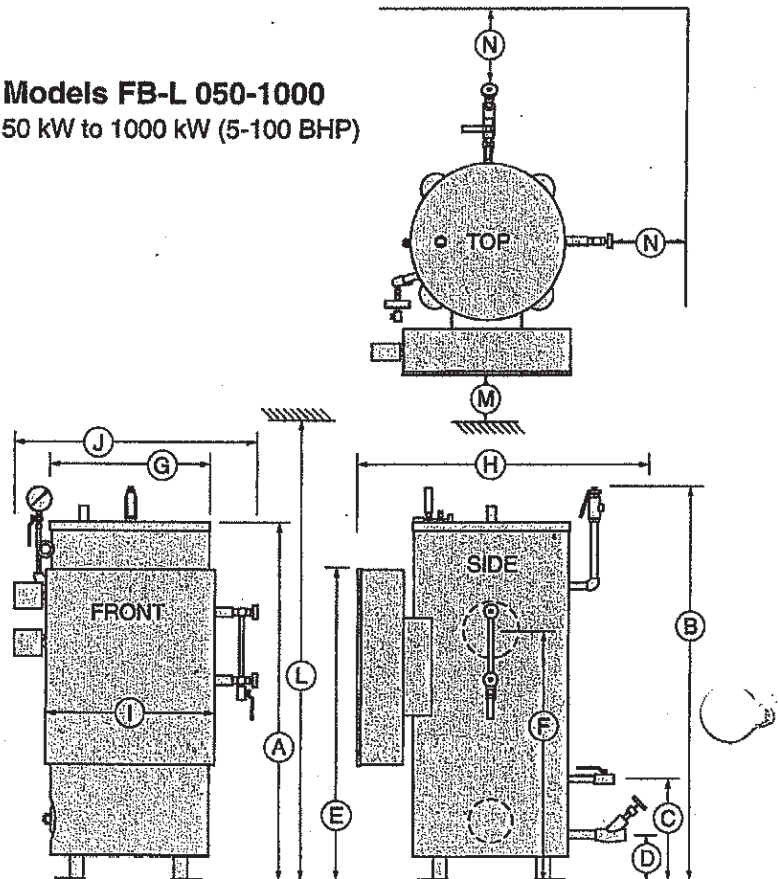 Models FB-L 050-1000
50 kW to 1000 kW (5-100 BHP)
N
TOP
N
M
J
G
H
FRONT
SIDE
B
L
F
I
A
E
C
D